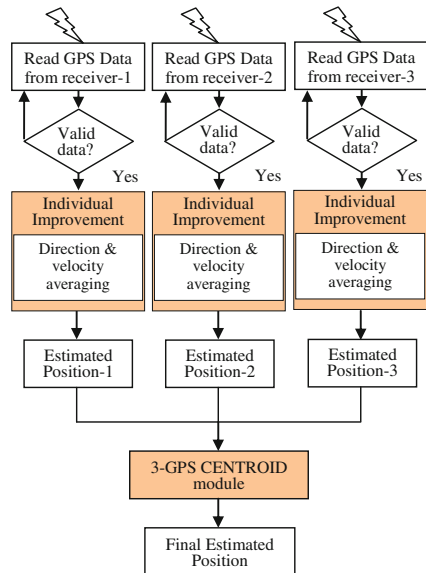 Read GPS Data
from receiver-1
Read GPS Data
from receiver-2
Read GPS Data
from receiver-3
Valid
data?
Valid
data?
Valid
data?
Yes
Yes
Yes
Individual
Improvement
Direction &
velocity
averaging
Individual
Improvement
Direction &
velocity
averaging
Individual
Improvement
Direction &
velocity
averaging
Estimated
Position-1
Estimated
Position-2
Estimated
Position-3
3-GPS CENTROID
module
Final Estimated
Position